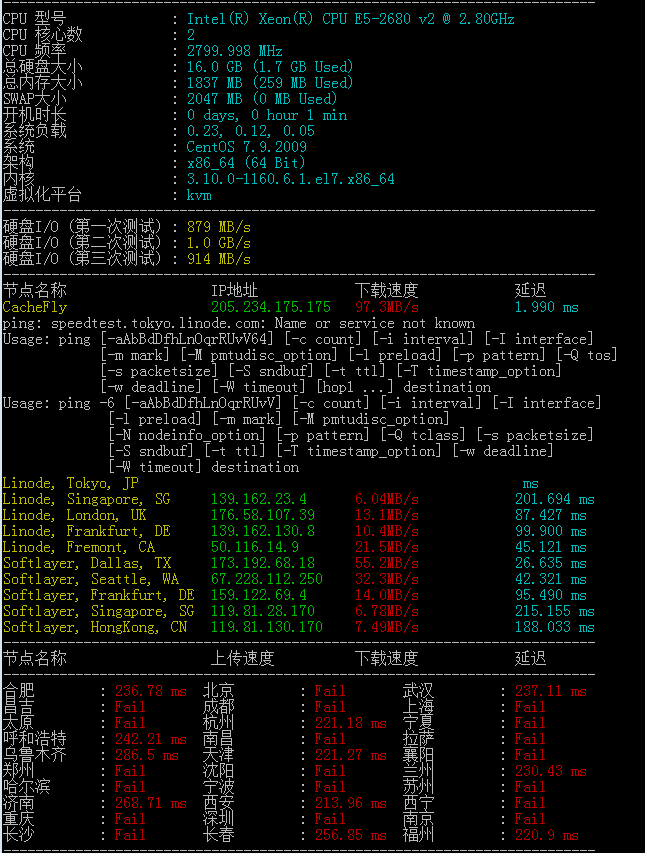 CPU 型号 : Intel(R) Xeon(R) CPU E5-2680 v2 @ 2.80GHz
CPU 核心数 : 2
CPU 频率 : 2799.998 MHz
总硬盘大小 : 16.0 GB (1.7 GB Used)
总内存大小 : 1837 MB (259 MB Used)
SWAP大小 : 2047 MB (0 MB Used)
开机时长 : 0 days, 0 hour 1 min
系统负载 : 0.23, 0.12, 0.05
系统 : CentOS 7.9.2009
架构 : x86_64 (64 Bit)
内核 : 3.10.0-1160.6.1.el7.x86_64
虚拟化平台 : kvm
硬盘I/O (第一次测试) : 879 MB/s
硬盘I/O (第二次测试) : 1.0 GB/s
硬盘I/O (第三次测试) : 914 MB/s
节点名称 IP地址 下载速度 延迟
CacheFly 205.234.175.175 97.3MB/s 1.990 ms
ping: speedtest.tokyo.linode.com: Name or service not known
Usage: ping [-aAbBdDfhLnOqrRUvV64] [-c count] [-i interval] [-I interface]
[-m mark] [-M pmtudisc_option] [-l preload] [-p pattern] [-Q tos]
[-s packetsize] [-S sndbuf] [-t ttl] [-T timestamp_option]
[-w deadline] [-W timeout] [hop1 ...] destination
Usage: ping -6 [-aAbBdDfhLnOqrRUvV] [-c count] [-i interval] [-I interface]
[-l preload] [-m mark] [-M pmtudisc_option]
[-N nodeinfo_option] [-p pattern] [-Q tclass] [-s packetsize]
[-S sndbuf] [-t ttl] [-T timestamp_option] [-w deadline]
[-W timeout] destination
Linode, Tokyo, JP ms
Linode, Singapore, SG 139.162.23.4 6.04MB/s 201.694 ms
Linode, London, UK 176.58.107.39 13.1MB/s 87.427 ms
Linode, Frankfurt, DE 139.162.130.8 10.4MB/s 99.900 ms
Linode, Fremont, CA 50.116.14.9 21.5MB/s 45.121 ms
Softlayer, Dallas, TX 173.192.68.18 55.2MB/s 26.635 ms
Softlayer, Seattle, WA 67.228.112.250 32.3MB/s 42.321 ms
Softlayer, Frankfurt, DE 159.122.69.4 14.0MB/s 95.490 ms
Softlayer, Singapore, SG 119.81.28.170 6.78MB/s 215.155 ms
Softlayer, HongKong, CN 119.81.130.170 7.49MB/s 188.033 ms
节点名称 上传速度 下载速度 延迟
合肥 : 236.78 ms 北京 : Fail 武汉 : 237.11 ms
昌吉 : Fail 成都 : Fail 上海 : Fail
太原 : Fail 杭州 : 221.18 ms 宁夏 : Fail
呼和浩特 : 242.21 ms 南昌 : Fail 拉萨 : Fail
乌鲁木齐 : 286.5 ms 天津 : 221.27 ms 襄阳 : Fail
郑州 : Fail 沈阳 : Fail 兰州 : 230.43 ms
哈尔滨 : Fail 宁波 : Fail 苏州 : Fail
济南 : 268.71 ms 西安 : 213.96 ms 西宁 : Fail
重庆 : Fail 深圳 : Fail 南京 : Fail
长沙 : Fail 长春 : 256.85 ms 福州 : 220.9 ms